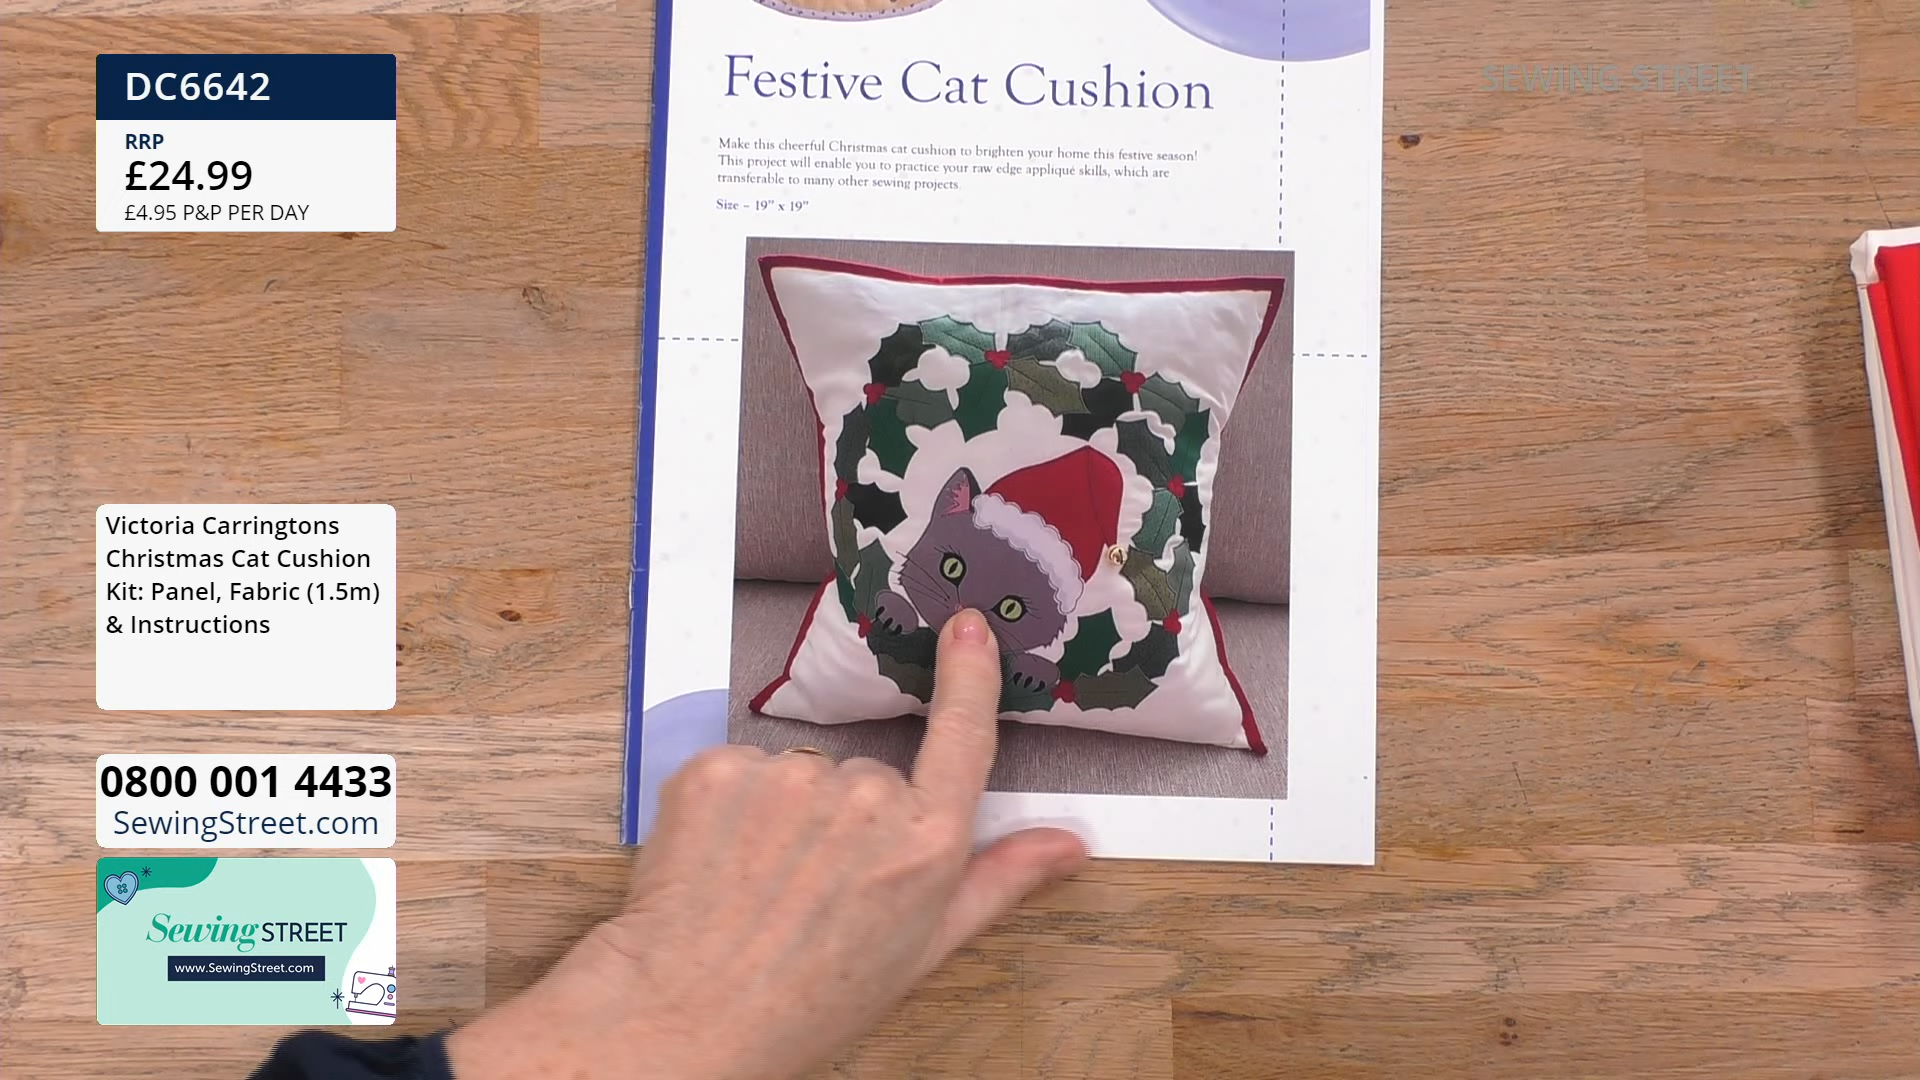 DC6642
RRP
£24.99
£4.95 P&P PER DAY
Victoria Carringtons
Christmas Cat Cushion
Kit: Panel, Fabric (1.5m)
& Instructions
0800 001 4433
SewingStreet.com
Sewing STREET
www.SewingStreet.com
Festive Cat Cushion
Make this cheerful Christmas cat cushion to brighten your home this festive season!
This project will enable you to practice your raw edge appliqué skills, which are
transferable to many other sewing projects.
Size – 19" x 19"
SEWING STREET